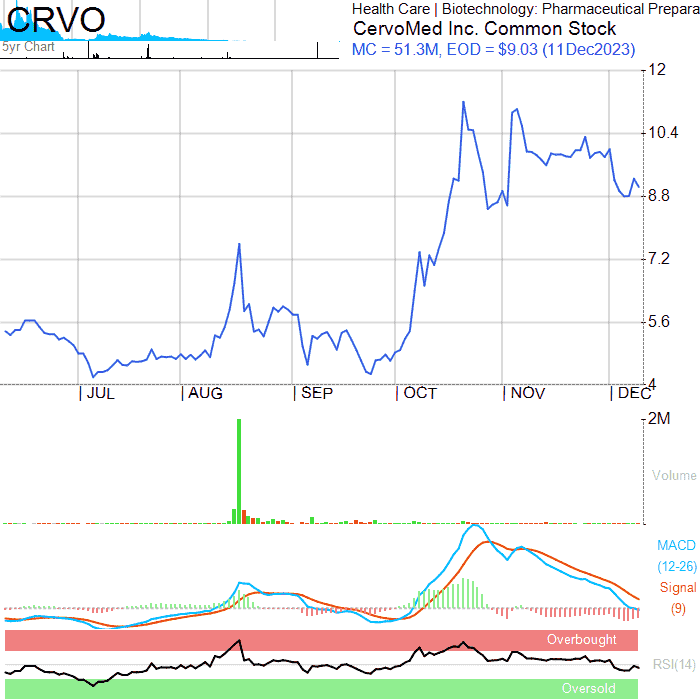 CRVO
Health Care | Biotechnology: Pharmaceutical Prepara
CervoMed Inc. Common Stock
5yr Chart
MC = 51.3M, EOD = $9.03 (11Dec2023)
12
10.4
8.8
7.2
5.6
4
JUL AUG SEP OCT NOV DEC
2M
Volume
MACD
(12-26)
Signal
(9)
Overbought
RSI(14)
Oversold